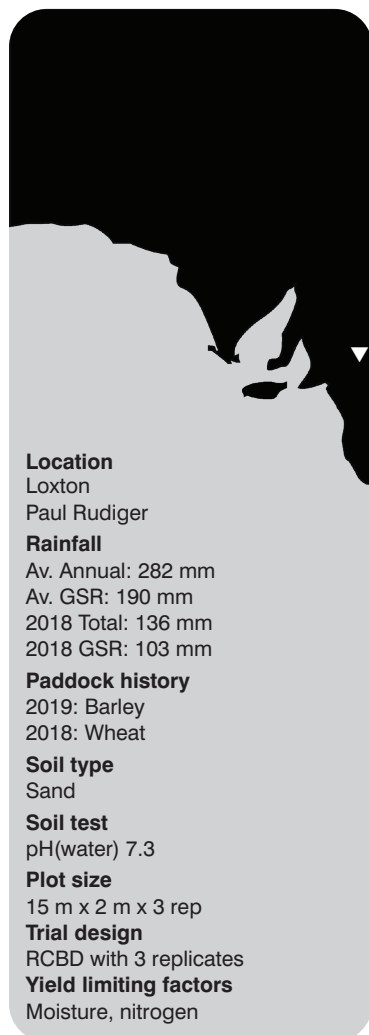 Location
Loxton
Paul Rudiger
Rainfall
Av. Annual: 282 mm
Av. GSR: 190 mm
2018 Total: 136 mm
2018 GSR: 103 mm
Paddock history
2019: Barley
2018: Wheat
Soil type
Sand
Soil test
pH(water) 7.3
Plot size
15 m x 2 m x 3 rep
Trial design
RCBD with 3 replicates
Yield limiting factors
Moisture, nitrogen